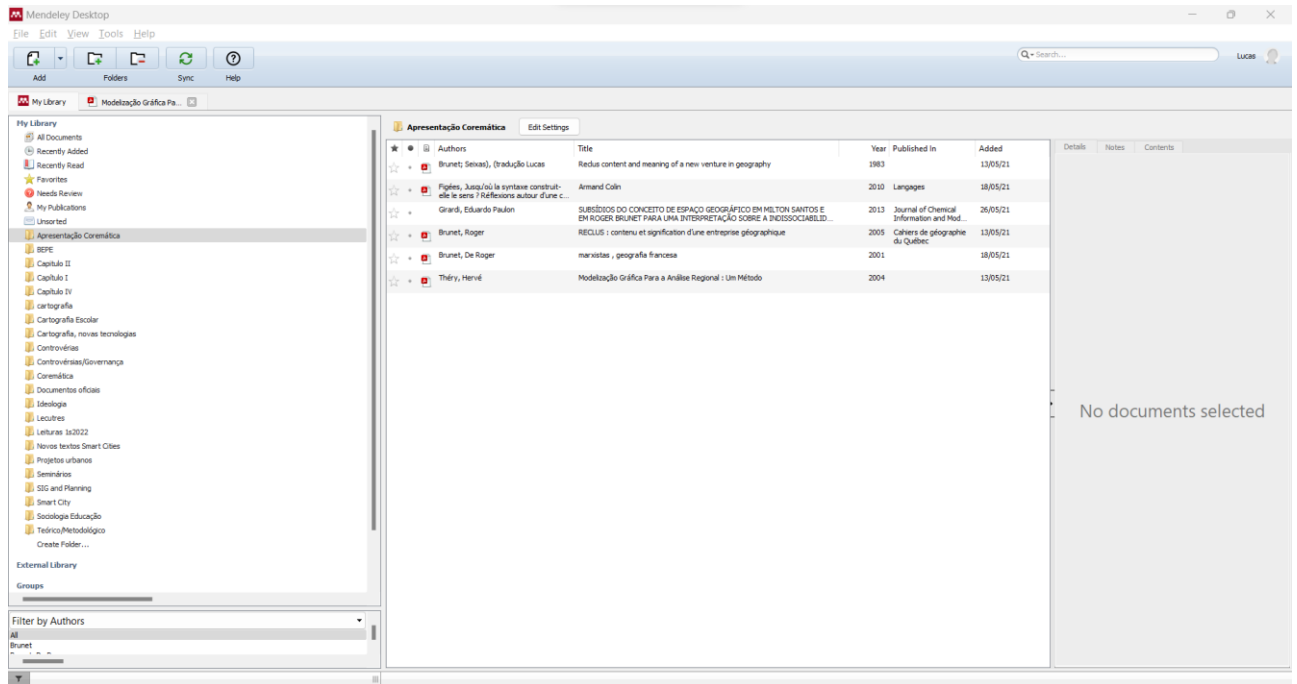 Mendeley Desktop
File Edit View Tools Help
Search...
Lucas
Add Folders Sync Help
My Library Modelização Gráfica Pa...
My Library
All Documents
Recently Added
Recently Read
Favorites
Needs Review
My Publications
Unsorted
Apresentação Coremática
BEPE
Capítulo II
Capítulo I
Capítulo IV
cartografia
Cartografia Escolar
Cartografia, novas tecnologias
Controvérias
Controvérsias/Governança
Coremática
Documentos oficiais
Ideologia
Lecutres
Leituras 1s2022
Novos textos Smart Cities
Projetos urbanos
Seminários
SIG and Planning
Smart City
Sociologia Educação
Teórico/Metodológico
Create Folder...
External Library
Groups
Filter by Authors
All
Brunet
Apresentação Coremática Edit Settings
Authors Title Year Published In Added
Brunet; Seixas), (tradução Lucas Redus content and meaning of a new venture in geography 1983 13/05/21
Figées, Jusqu'où la syntaxe construit- Armand Colin 2010 Langages 18/05/21
elle le sens ? Réflexions autour d'une c...
Girardi, Eduardo Paulon SUBSÍDIOS DO CONCEITO DE ESPAÇO GEOGRÁFICO EM MILTON SANTOS E 2013 Journal of Chemical 26/05/21
EM ROGER BRUNET PARA UMA INTERPRETAÇÃO SOBRE A INDISSOCIABILID... Information and Mod...
Brunet, Roger RECLUS : contenu et signification d'une entreprise géographique 2005 Cahiers de géographie 13/05/21
du Québec
Brunet, De Roger marxistas , geografia francesa 2001 18/05/21
Théry, Hervé Modelização Gráfica Para a Análise Regional : Um Método 2004 13/05/21
Details Notes Contents
No documents selected